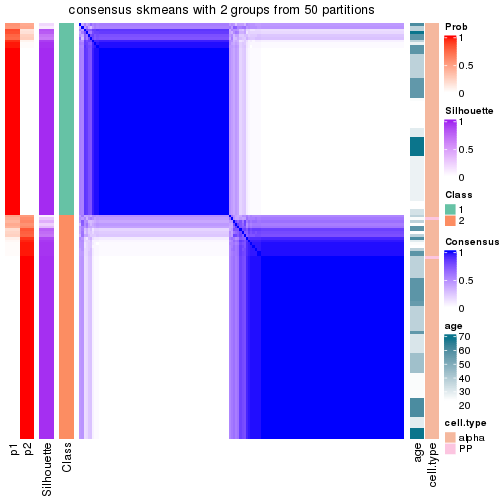 consensus skmeans with 2 groups from 50 partitions
Prob
1
0.5
0
Silhouette
1
0.5
0
Class
1
2
Consensus
1
0.5
0
age
70
60
50
40
30
20
cell.type
alpha
PP
p1
p2
Silhouette
Class
age
cell.type